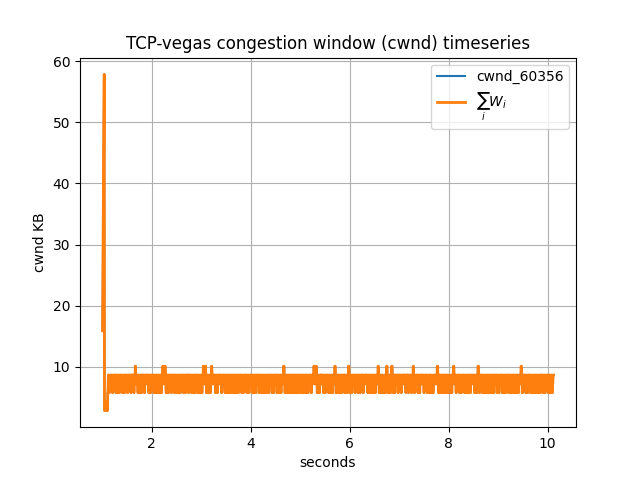 TCP-vegas congestion window (cwnd) timeseries
cwnd_60356
∑ᵢ Wᵢ
60
50
40
30
20
10
cwnd KB
2 4 6 8 10
seconds